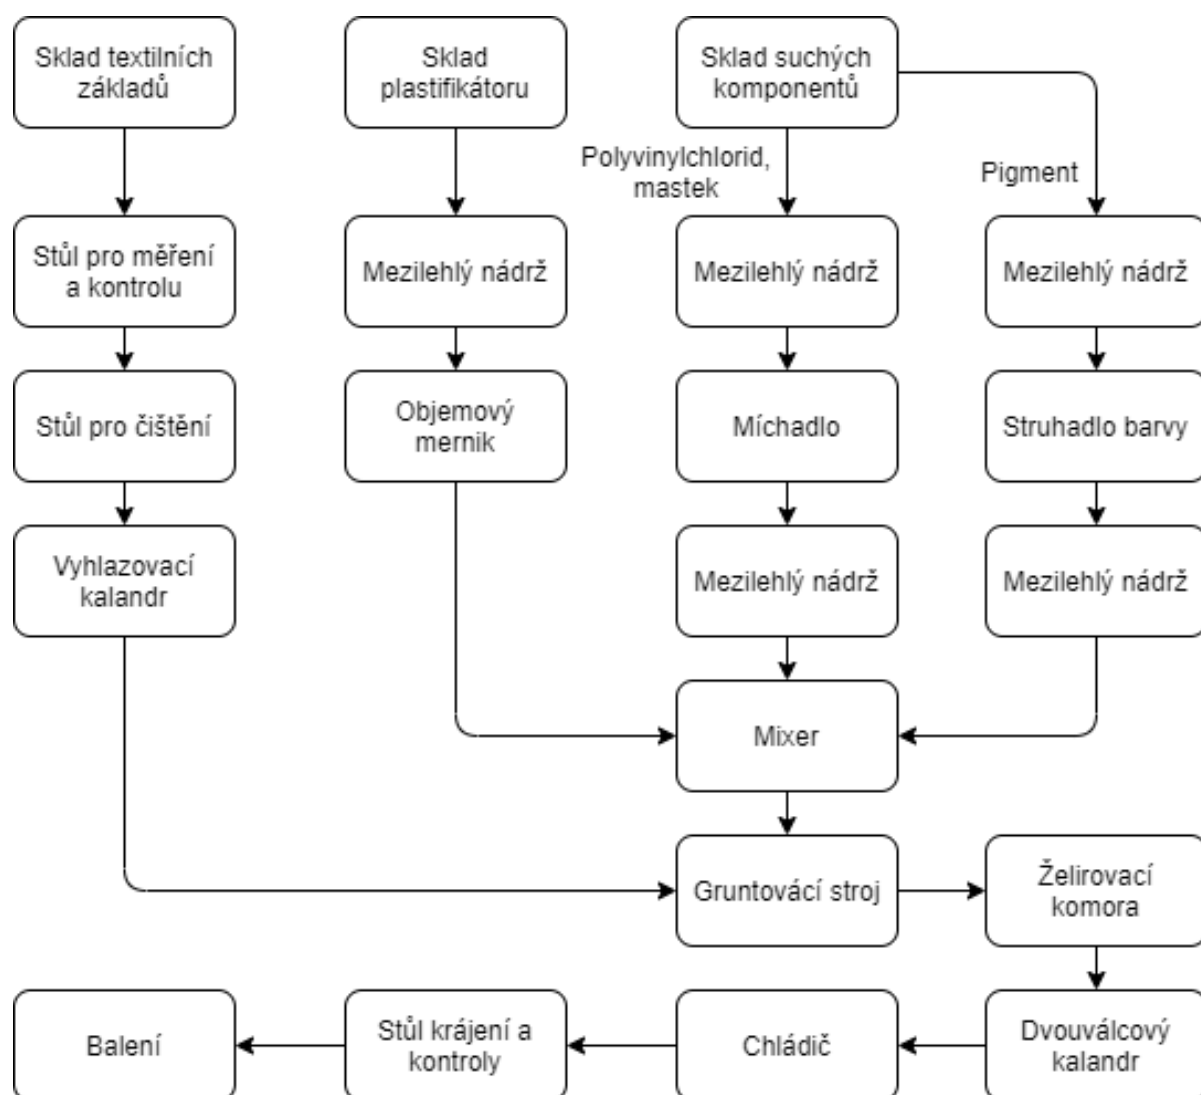 Sklad textilních
základů
Sklad
plastifikátoru
Sklad suchých
komponentů
Polyvinylchlorid,
mastek
Pigment
Stůl pro měření
a kontrolu
Mezilehlý nádrž
Mezilehlý nádrž
Mezilehlý nádrž
Stůl pro čištění
Objemový
mernik
Míchadlo
Struhadlo barvy
Vyhlazovací
kalandr
Mezilehlý nádrž
Mezilehlý nádrž
Mixer
Gruntovácí stroj
Želirovací
komora
Balení
Stůl krájení a
kontroly
Chládič
Dvouválcový
kalandr